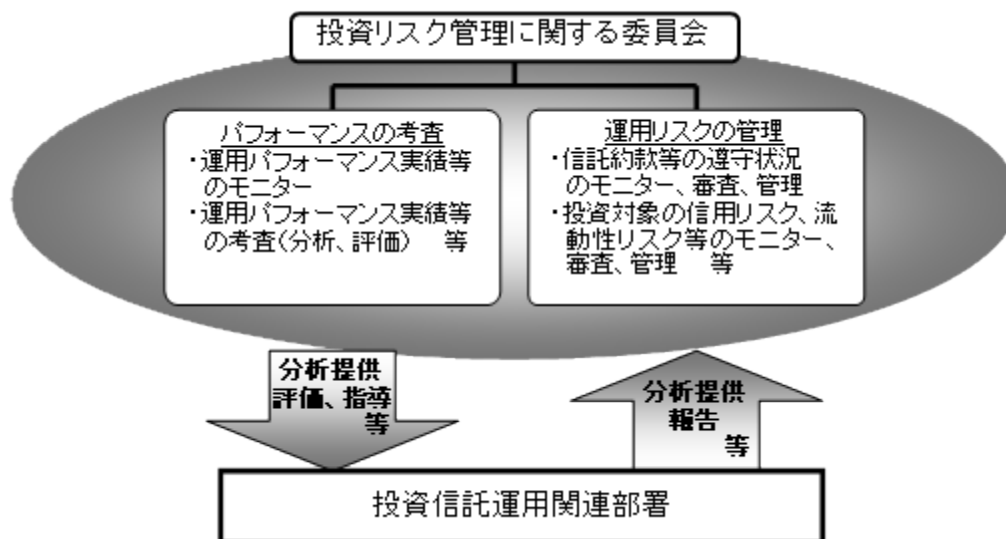 投資リスク管理に関する委員会
パフォーマンスの考査
・運用パフォーマンス実績等
のモニター
・運用パフォーマンス実績等
の考査(分析、評価) 等
運用リスクの管理
・信託約款等の遵守状況
のモニター、審査、管理
・投資対象の信用リスク、流
動性リスク等のモニター、
審査、管理 等
分析提供
評価、指導
等
分析提供
報告
等
投資信託運用関連部署